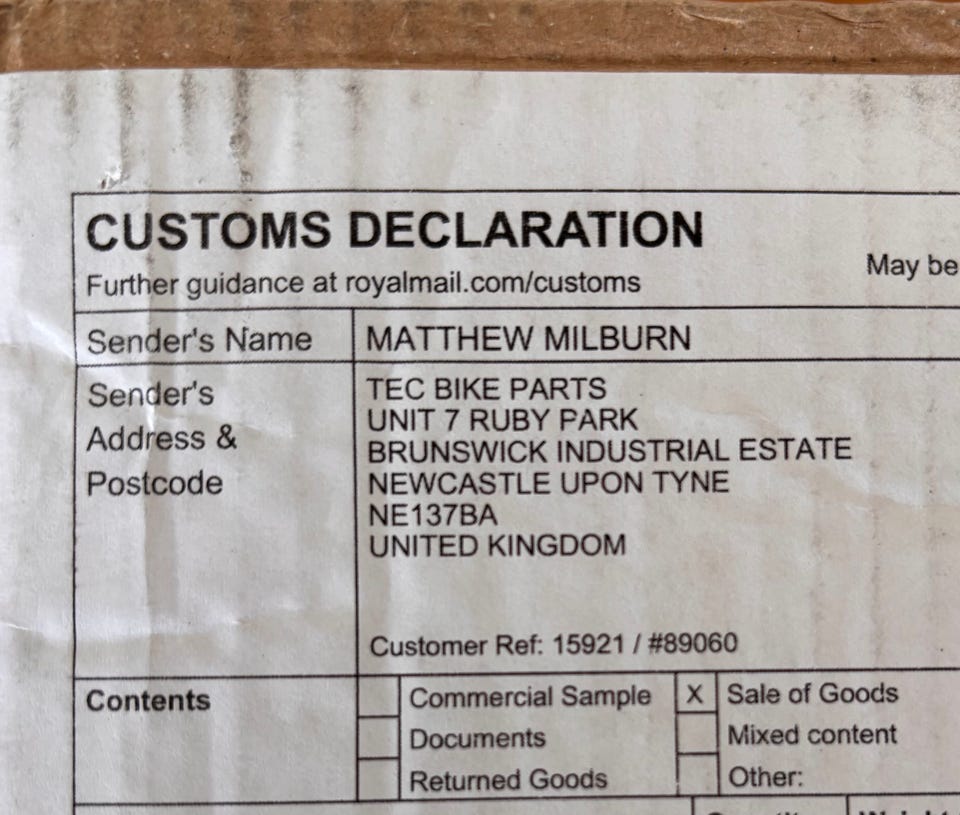 CUSTOMS DECLARATION
Further guidance at royalmail.com/customs
May be
Sender's Name
MATTHEW MILBURN
Sender's
Address &
Postcode
TEC BIKE PARTS
UNIT 7 RUBY PARK
BRUNSWICK INDUSTRIAL ESTATE
NEWCASTLE UPON TYNE
NE137BA
UNITED KINGDOM
Customer Ref: 15921 / #89060
Contents
Commercial Sample
X Sale of Goods
Documents
Mixed content
Returned Goods
Other: